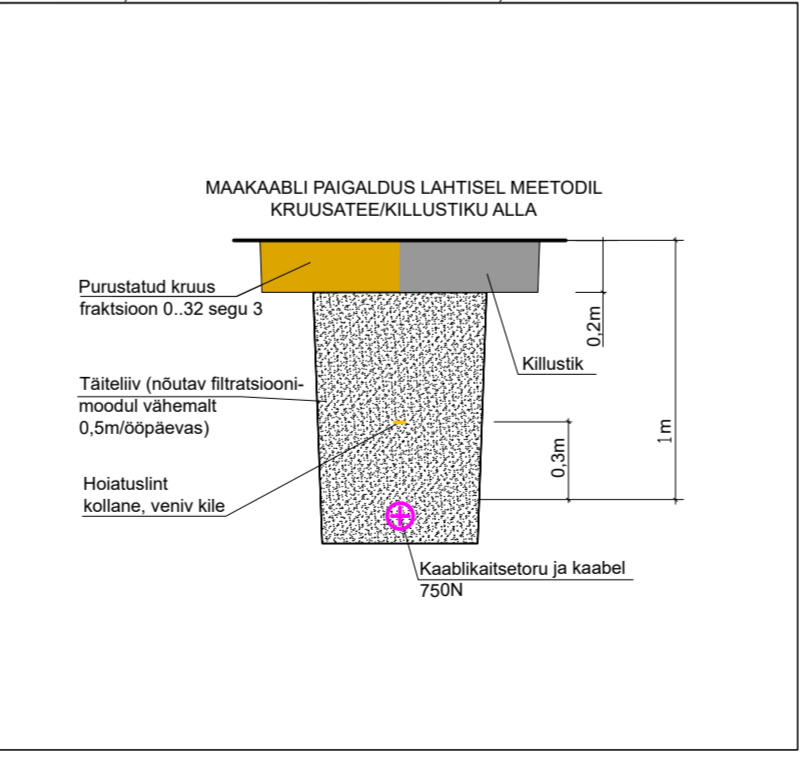 MAAKAABLI PAIGALDUS LAHTISEL MEETODIL
KRUUSATEE/KILLUSTIKU ALLA
Purustatud kruus
fraktsioon 0..32 segu 3
0,2m
Killustik
Täiteliiv (nõutav filtratsiooni-
moodul vähemalt
0,5m/ööpäevas)
1m
0,3m
Hoiatuslint
kollane, veniv kile
Kaablikaitsetoru ja kaabel
750N